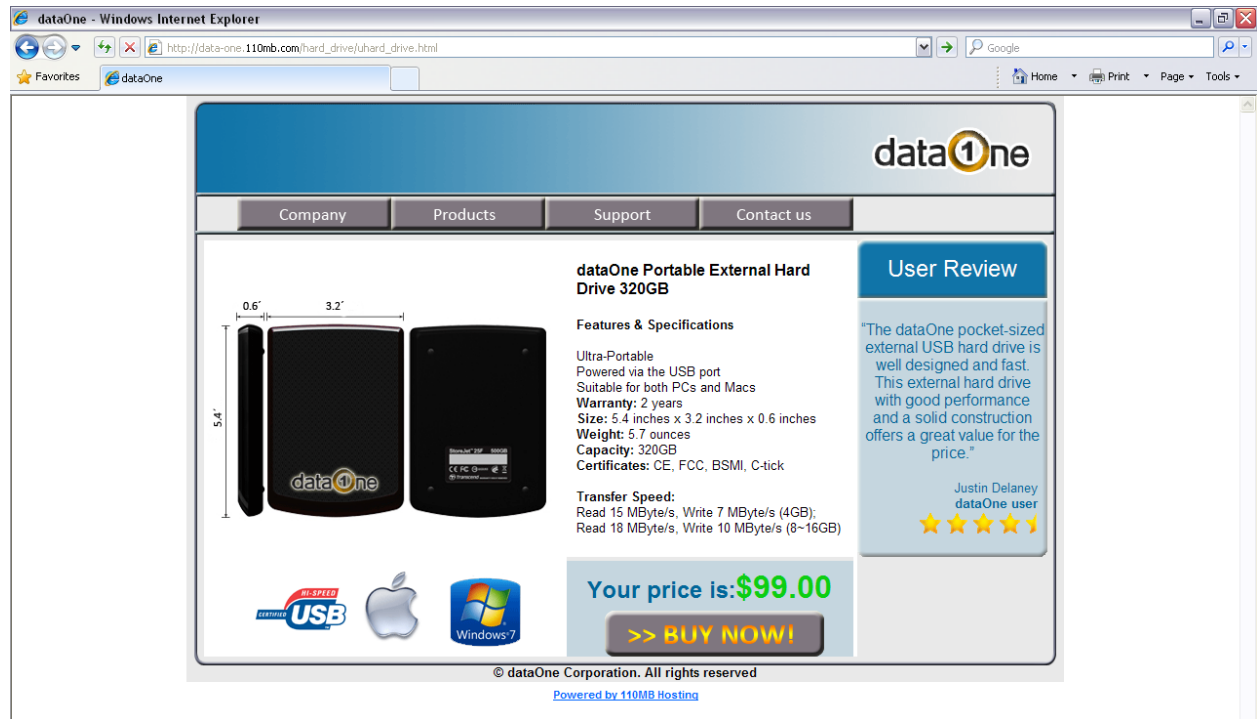 dataOne - Windows Internet Explorer
http://data-one.110mb.com/hard_drive/uhard_drive.html
Google
Favorites
dataOne
Home
Print
Page
Tools
data1ne
Company
Products
Support
Contact us
dataOne Portable External Hard
Drive 320GB
Features & Specifications
Ultra-Portable
Powered via the USB port
Suitable for both PCs and Macs
Warranty: 2 years
Size: 5.4 inches x 3.2 inches x 0.6 inches
Weight: 5.7 ounces
Capacity: 320GB
Certificates: CE, FCC, BSMI, C-tick
Transfer Speed:
Read 15 MByte/s, Write 7 MByte/s (4GB);
Read 18 MByte/s, Write 10 MByte/s (8~16GB)
0.6´
3.2´
5.4´
data1ne
StoreJet™ 25F 500GB
CE FC
Transcend
HI-SPEED
CERTIFIED
USB
Windows 7
Your price is:$99.00
>> BUY NOW!
User Review
"The dataOne pocket-sized
external USB hard drive is
well designed and fast.
This external hard drive
with good performance
and a solid construction
offers a great value for the
price."
Justin Delaney
dataOne user
© dataOne Corporation. All rights reserved
Powered by 110MB Hosting